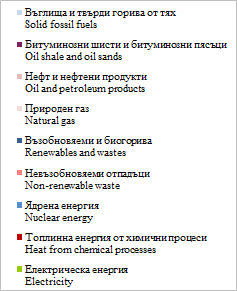 Въглища и твърди горива от тях
Solid fossil fuels
Битуминозни шисти и битуминозни пясъци
Oil shale and oil sands
Нефт и нефтени продукти
Oil and petroleum products
Природен газ
Natural gas
Възобновяеми и биогорива
Renewables and wastes
Невъзобновяеми отпадъци
Non-renewable waste
Ядрена енергия
Nuclear energy
Топлинна енергия от химични процеси
Heat from chemical processes
Електрическа енергия
Electricity